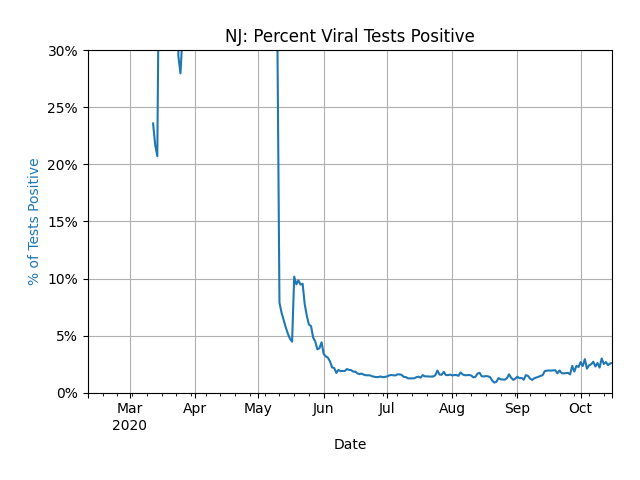 NJ: Percent Viral Tests Positive
30%
25%
20%
15%
10%
5%
0%
% of Tests Positive
Mar Apr May Jun Jul Aug Sep Oct
2020
Date